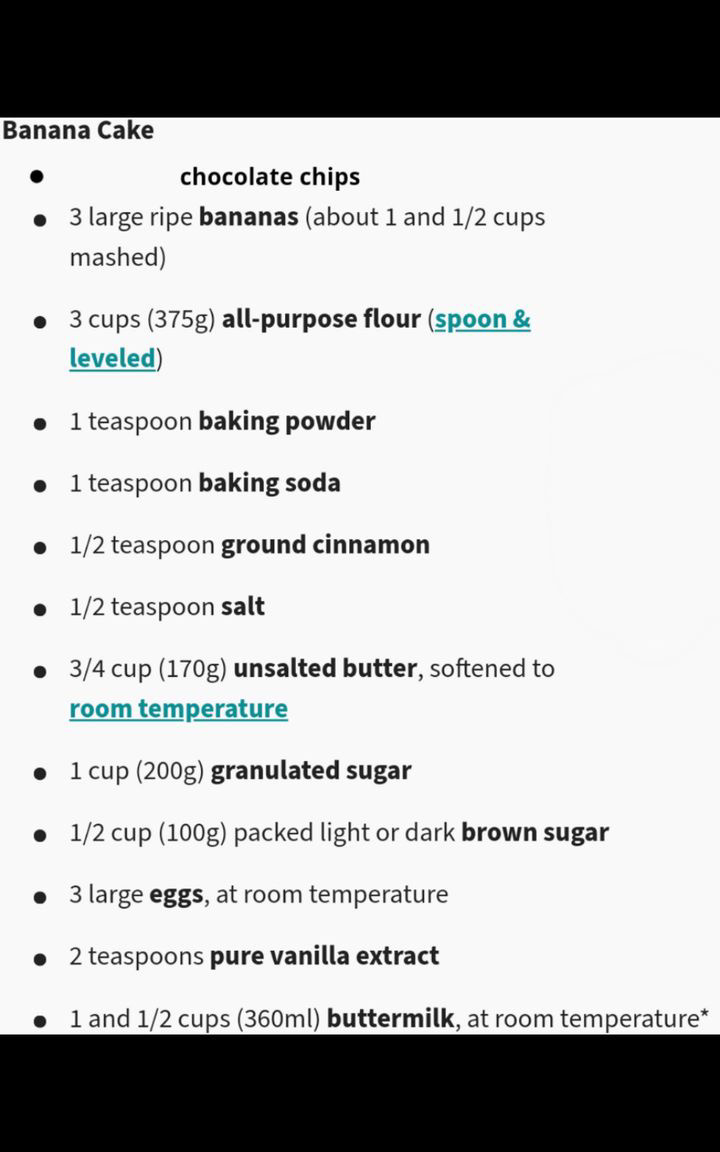 Banana Cake
● chocolate chips
● 3 large ripe bananas (about 1 and 1/2 cups
mashed)
● 3 cups (375g) all-purpose flour (spoon &
leveled)
● 1 teaspoon baking powder
● 1 teaspoon baking soda
● 1/2 teaspoon ground cinnamon
● 1/2 teaspoon salt
● 3/4 cup (170g) unsalted butter, softened to
room temperature
● 1 cup (200g) granulated sugar
● 1/2 cup (100g) packed light or dark brown sugar
● 3 large eggs, at room temperature
● 2 teaspoons pure vanilla extract
● 1 and 1/2 cups (360ml) buttermilk, at room temperature*